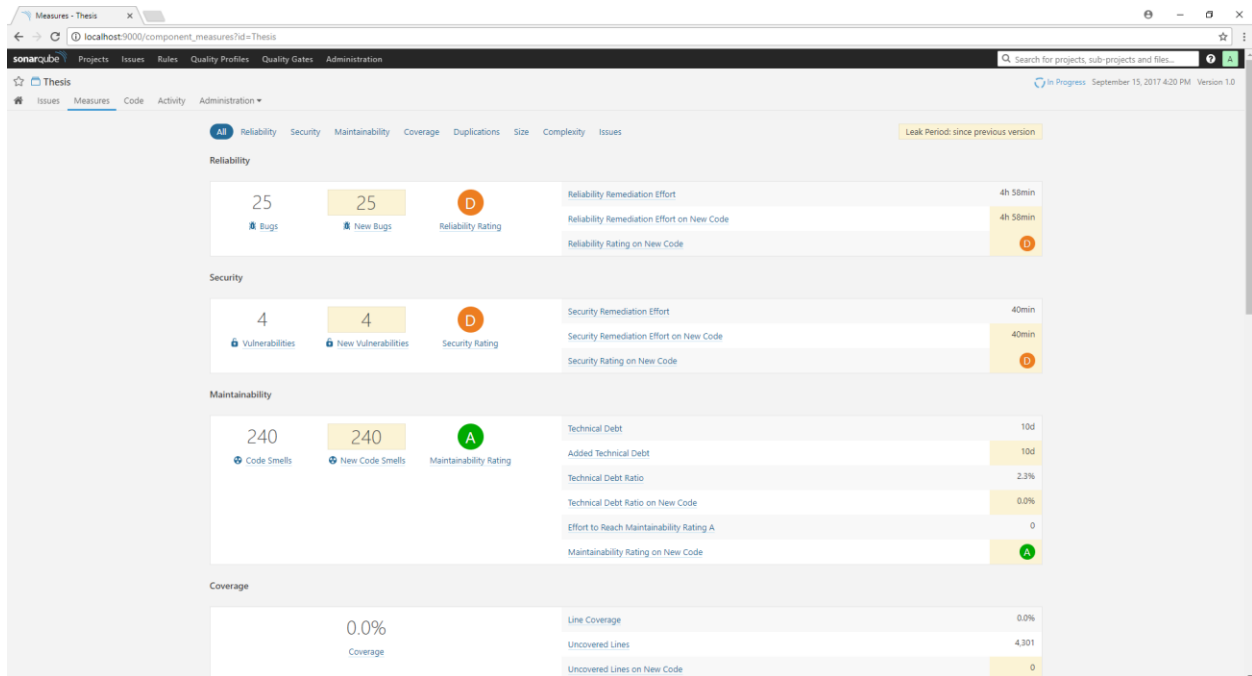 Measures - Thesis
localhost:9000/component_measures?id=Thesis
sonarqube Projects Issues Rules Quality Profiles Quality Gates Administration Search for projects, sub-projects and files... ? A
Thesis In Progress September 15, 2017 4:20 PM Version 1.0
Issues Measures Code Activity Administration
All Reliability Security Maintainability Coverage Duplications Size Complexity Issues Leak Period: since previous version
Reliability
25 25 D
Bugs New Bugs Reliability Rating
Reliability Remediation Effort 4h 58min
Reliability Remediation Effort on New Code 4h 58min
Reliability Rating on New Code D
Security
4 4 D
Vulnerabilities New Vulnerabilities Security Rating
Security Remediation Effort 40min
Security Remediation Effort on New Code 40min
Security Rating on New Code D
Maintainability
240 240 A
Code Smells New Code Smells Maintainability Rating
Technical Debt 10d
Added Technical Debt 10d
Technical Debt Ratio 2.3%
Technical Debt Ratio on New Code 0.0%
Effort to Reach Maintainability Rating A 0
Maintainability Rating on New Code A
Coverage
0.0%
Coverage
Line Coverage 0.0%
Uncovered Lines 4,301
Uncovered Lines on New Code 0